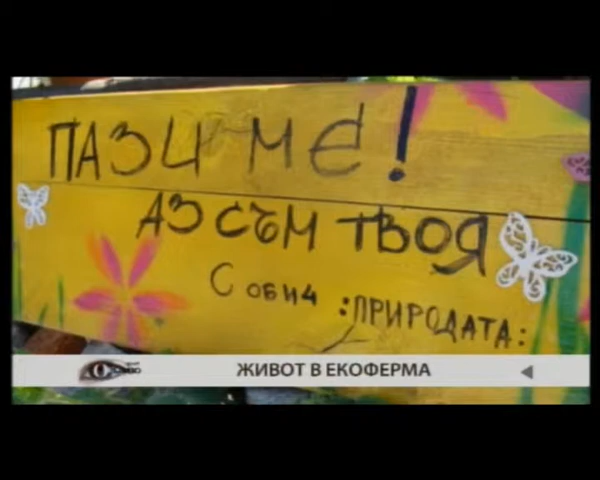 ПАЗИ МЕ!
АЗ СЪМ ТВОЯ
С обич :ПРИРОДАТА:
ЖИВОТ В ЕКОФЕРМА